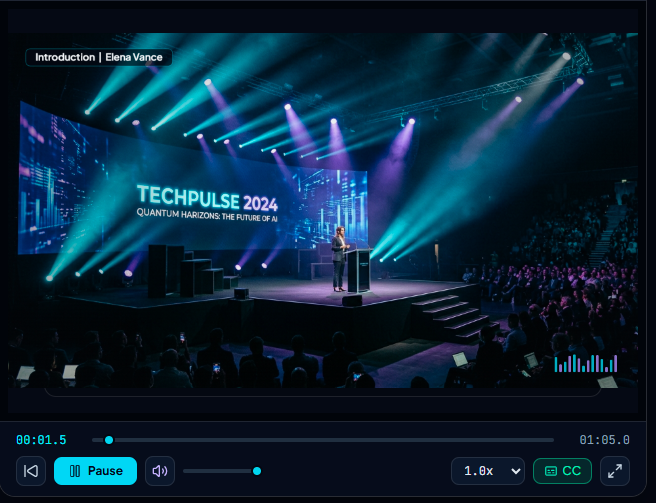 Introduction | Elena Vance
TECHPULSE 2024
QUANTUM HORIZONS: THE FUTURE OF AI
00:01.5
01:05.0
Pause
1.0x
CC